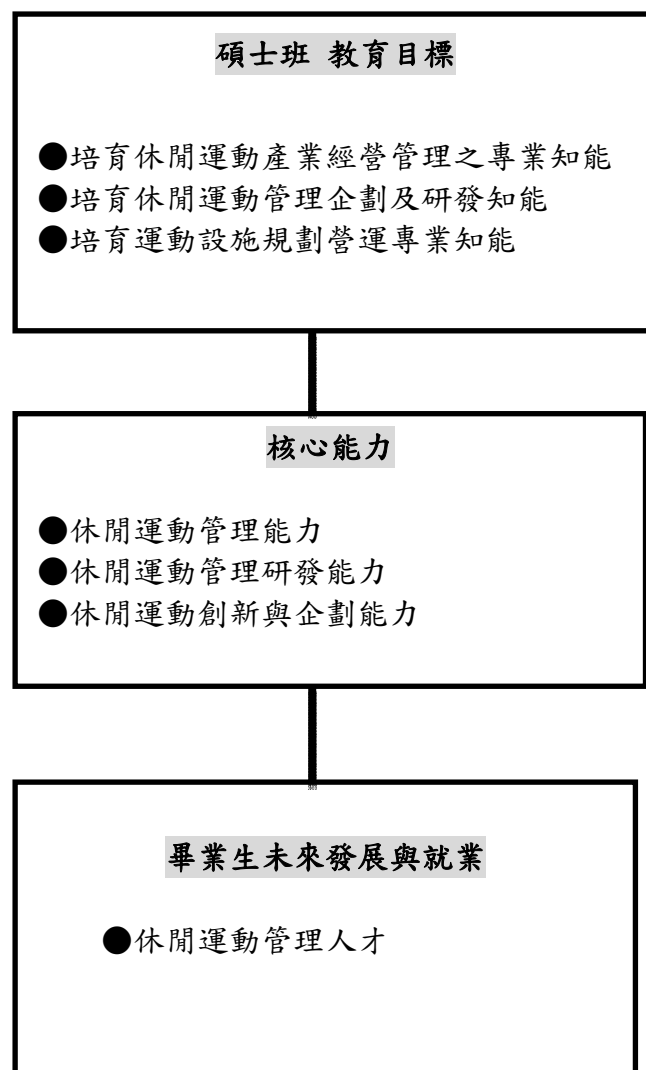 碩士班 教育目標
●培育休閒運動產業經營管理之專業知能
●培育休閒運動管理企劃及研發知能
●培育運動設施規劃營運專業知能
核心能力
●休閒運動管理能力
●休閒運動管理研發能力
●休閒運動創新與企劃能力
畢業生未來發展與就業
●休閒運動管理人才